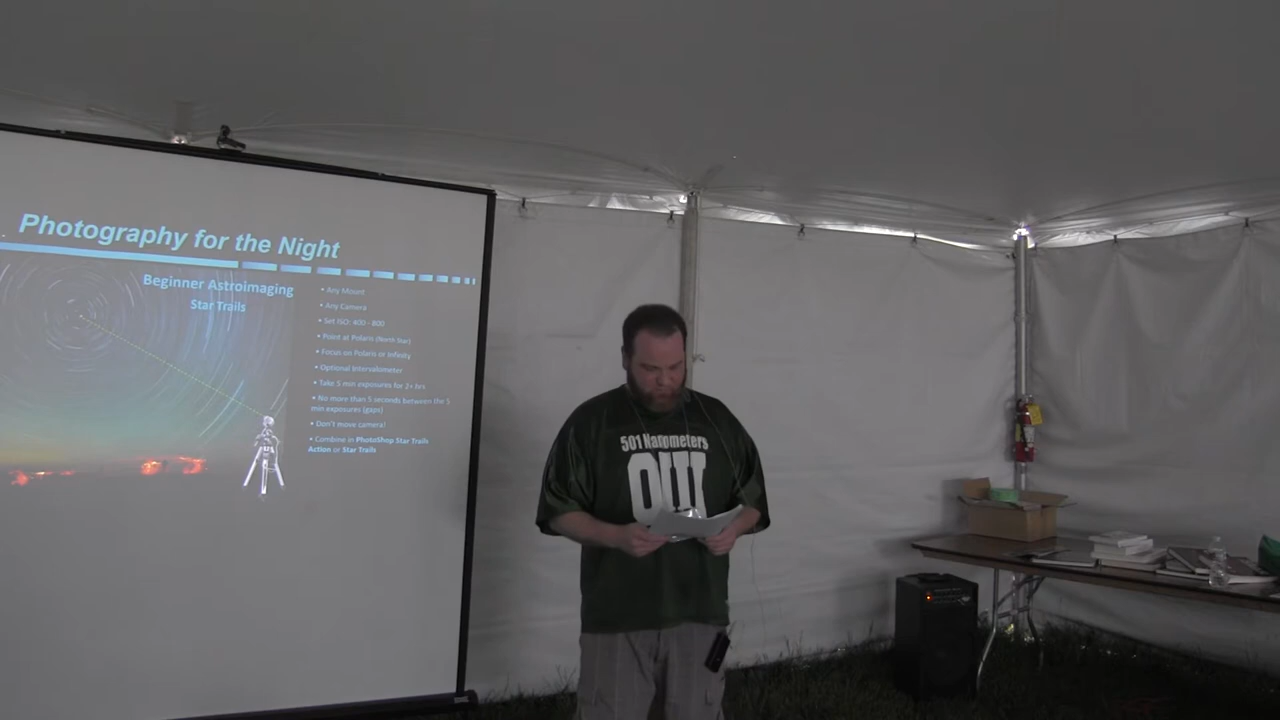 Photography for the Night
Beginner Astroimaging
Star Trails
• Any Mount
• Any Camera
• Set ISO: 400 - 800
• Point at Polaris (North Star)
• Focus on Polaris or Infinity
• Optional Intervalometer
• Take 5 min exposures for 2+ hrs
• No more than 5 seconds between the 5
min exposures (gaps)
• Don't move camera!
• Combine in PhotoShop Star Trails
Action or Star Trails
501 Nanometers
OIII